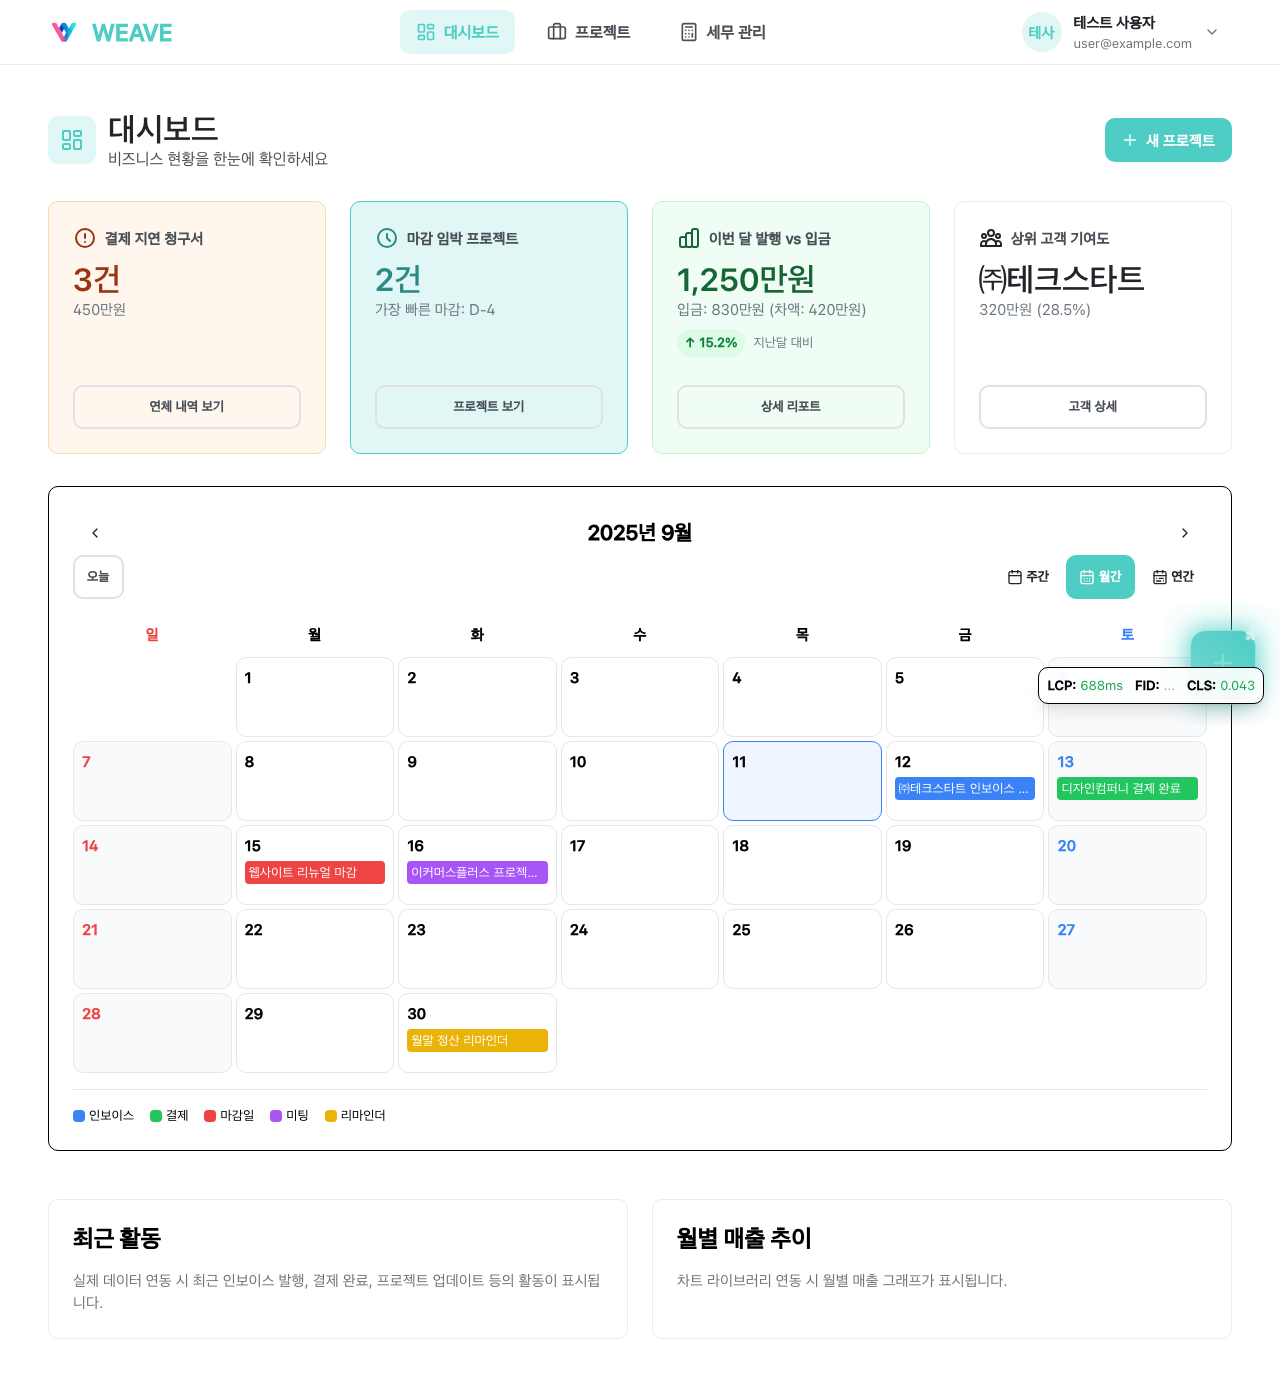 WEAVE
대시보드
프로젝트
세무 관리
테사
테스트 사용자
user@example.com
대시보드
비즈니스 현황을 한눈에 확인하세요
새 프로젝트
결제 지연 청구서
3건
450만원
연체 내역 보기
마감 임박 프로젝트
2건
가장 빠른 마감: D-4
프로젝트 보기
이번 달 발행 vs 입금
1,250만원
입금: 830만원 (차액: 420만원)
↑ 15.2% 지난달 대비
상세 리포트
상위 고객 기여도
㈜테크스타트
320만원 (28.5%)
고객 상세
2025년 9월
오늘
주간
월간
연간
일 월 화 수 목 금 토
1 2 3 4 5
LCP: 688ms FID: ... CLS: 0.043
7 8 9 10 11 12 13
㈜테크스타트 인보이스 ...
디자인컴퍼니 결제 완료
14 15 16 17 18 19 20
웹사이트 리뉴얼 마감
이커머스플러스 프로젝...
21 22 23 24 25 26 27
28 29 30
월말 정산 리마인더
인보이스 결제 마감일 미팅 리마인더
최근 활동
실제 데이터 연동 시 최근 인보이스 발행, 결제 완료, 프로젝트 업데이트 등의 활동이 표시됩
니다.
월별 매출 추이
차트 라이브러리 연동 시 월별 매출 그래프가 표시됩니다.